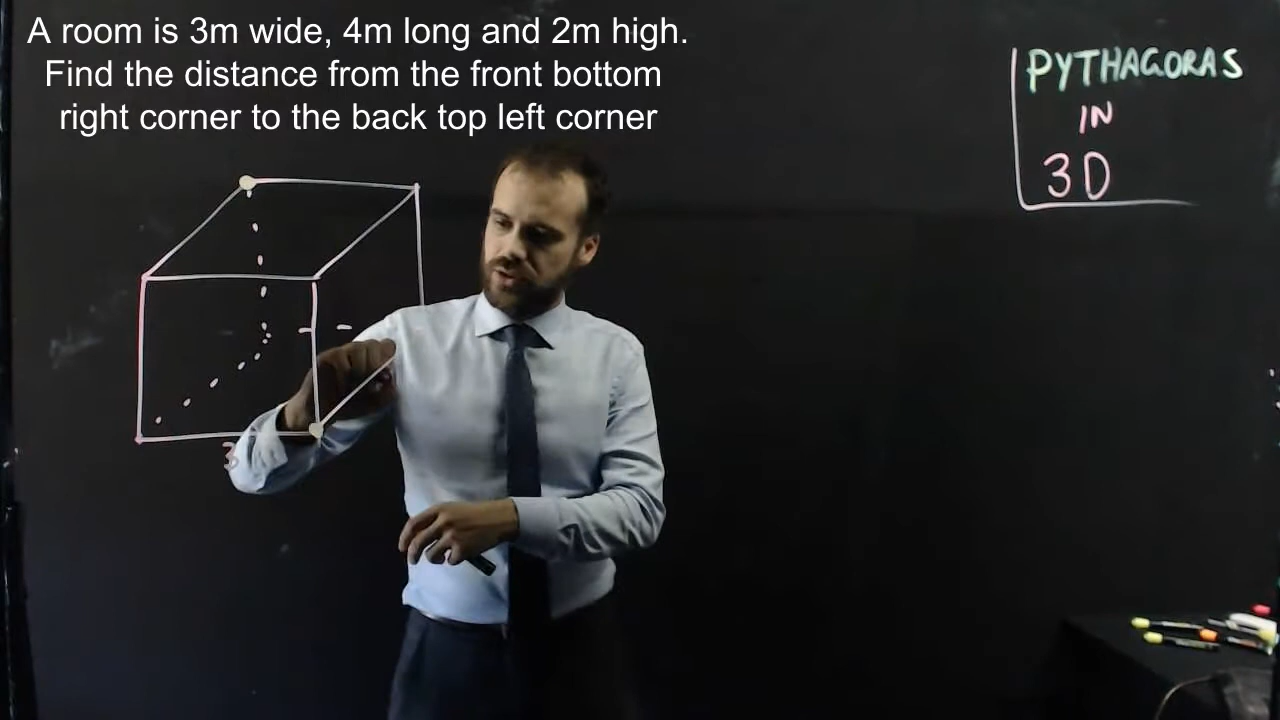 A room is 3m wide, 4m long and 2m high.
Find the distance from the front bottom
right corner to the back top left corner
PYTHAGORAS
IN
3D
3